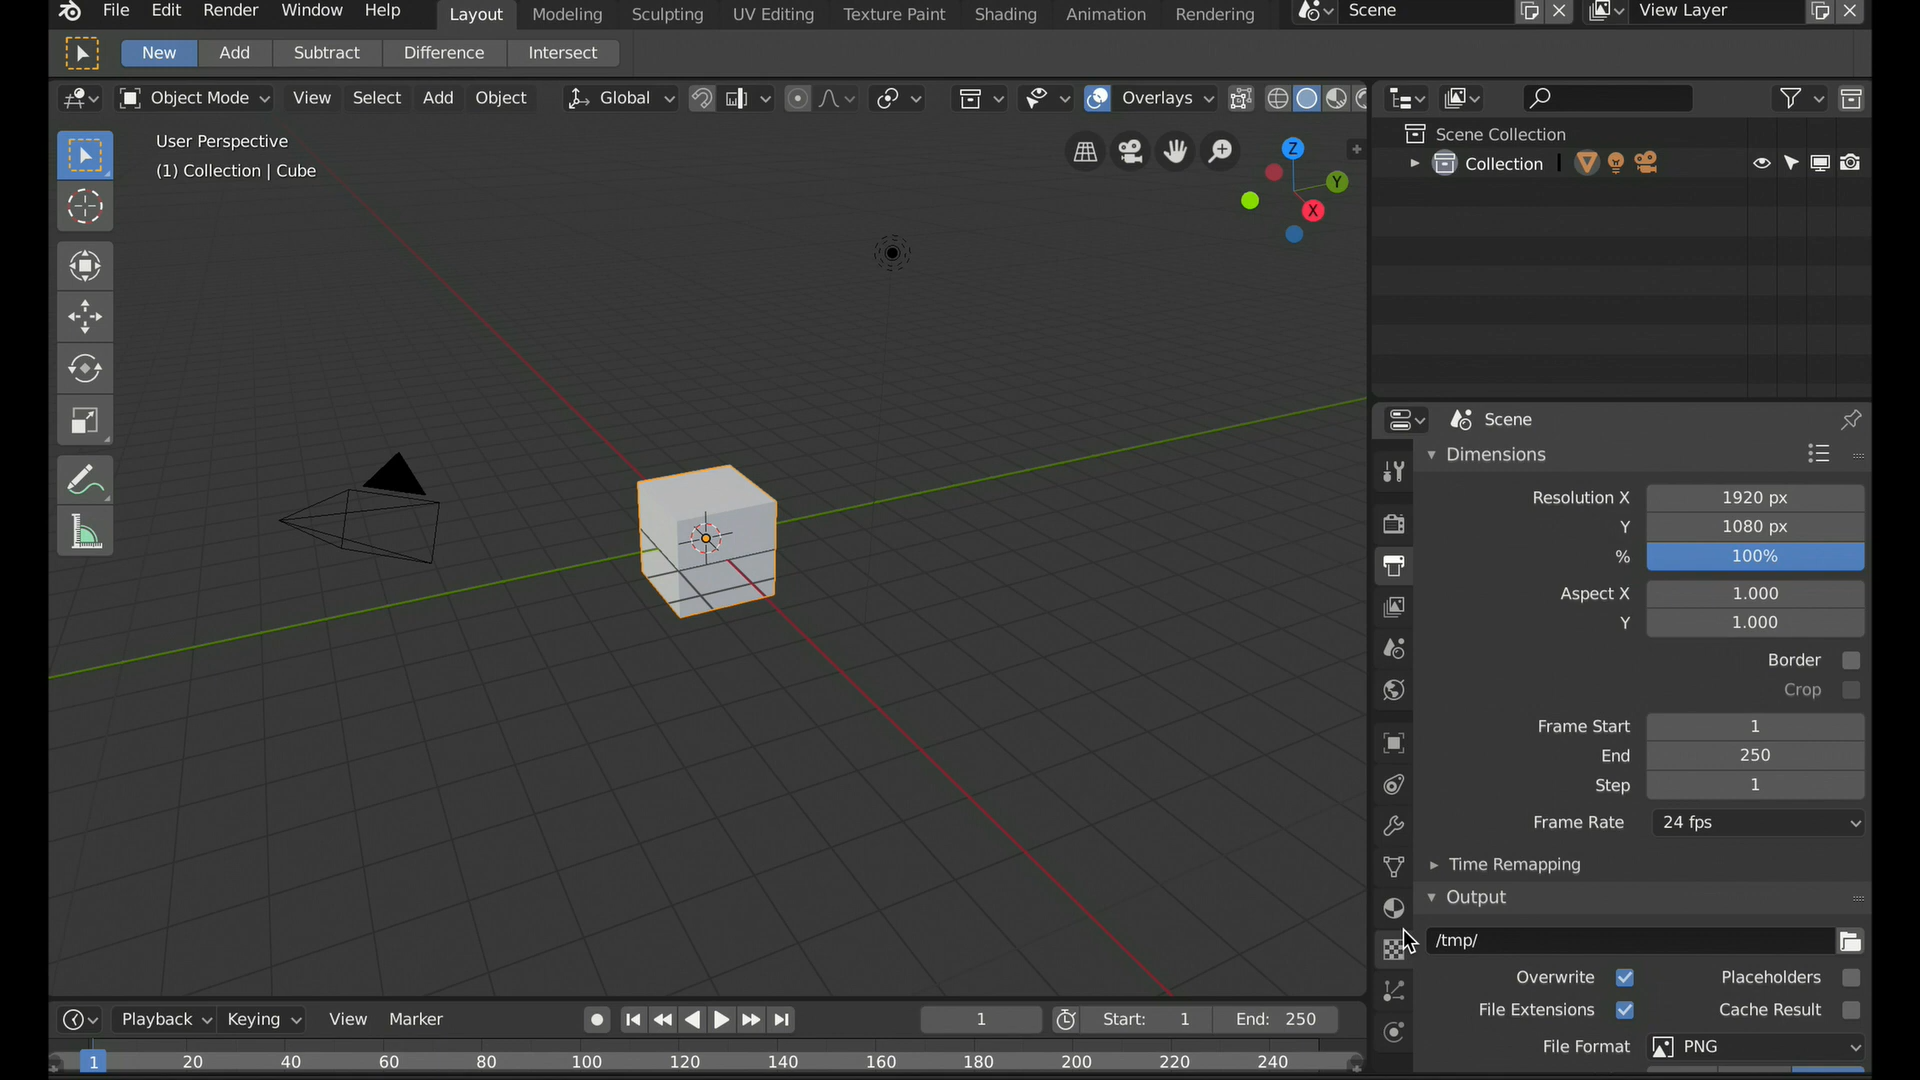 File Edit Render Window Help Layout Modeling Sculpting UV Editing Texture Paint Shading Animation Rendering Scene View Layer
New Add Subtract Difference Intersect
Object Mode View Select Add Object Global Overlays
User Perspective
(1) Collection | Cube
Z
Y
X
Scene Collection
Collection
Scene
Dimensions
Resolution X 1920 px
Y 1080 px
% 100%
Aspect X 1.000
Y 1.000
Border
Crop
Frame Start 1
End 250
Step 1
Frame Rate 24 fps
Time Remapping
Output
/tmp/
Overwrite Placeholders
File Extensions Cache Result
File Format PNG
Playback Keying View Marker 1 Start: 1 End: 250
1 20 40 60 80 100 120 140 160 180 200 220 240